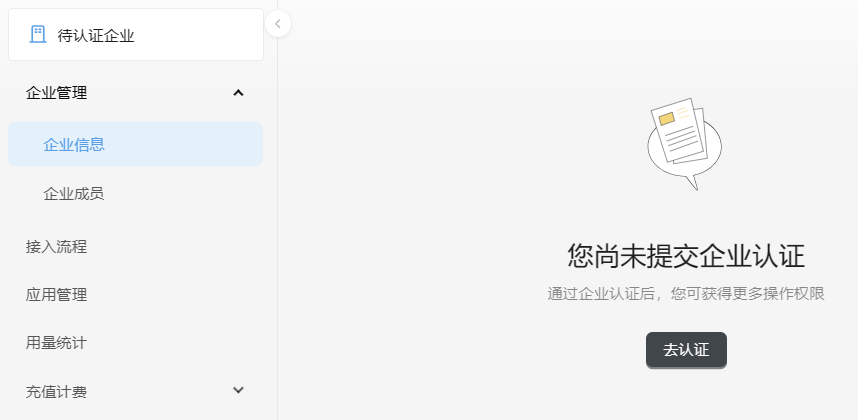 待认证企业
企业管理
企业信息
企业成员
接入流程
应用管理
用量统计
充值计费
您尚未提交企业认证
通过企业认证后，您可获得更多操作权限
去认证